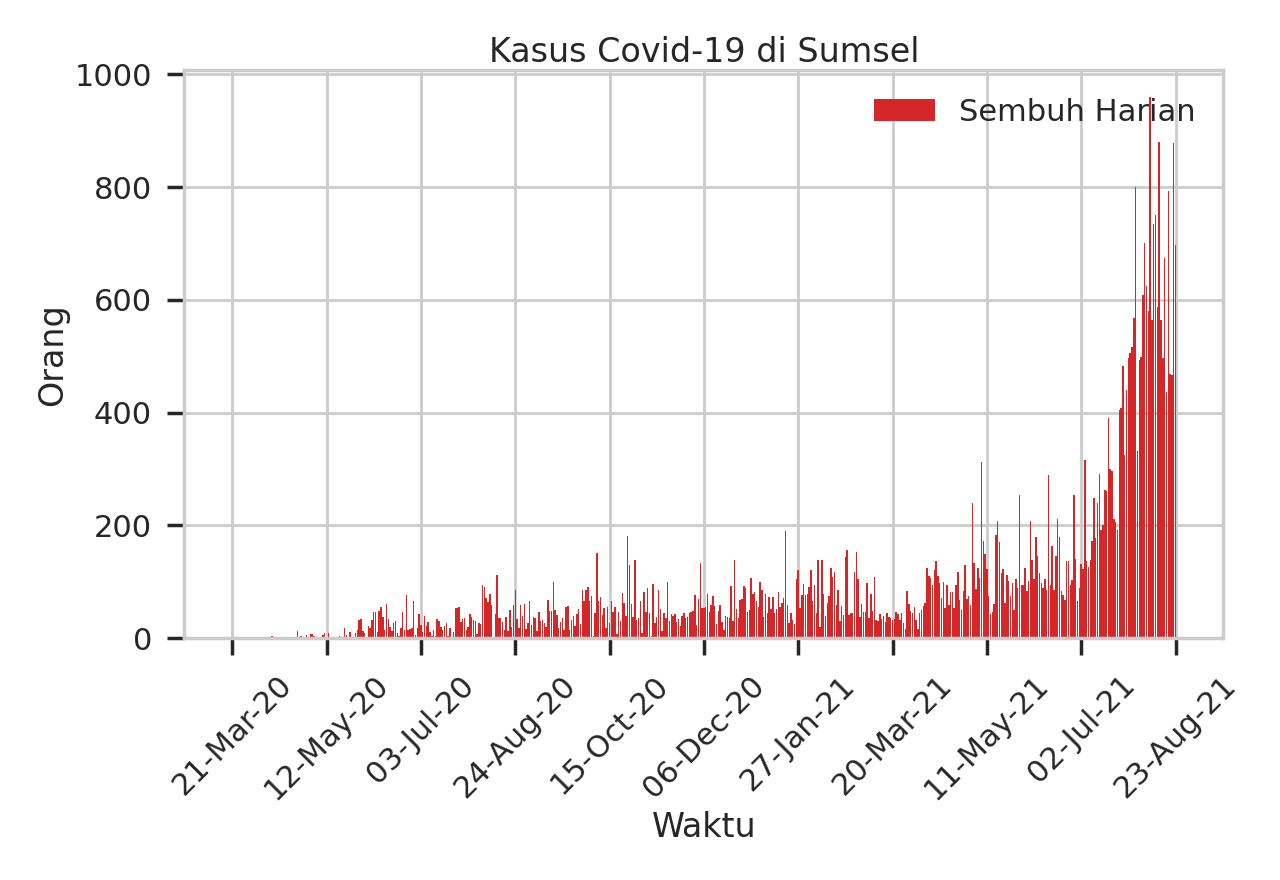 Kasus Covid-19 di Sumsel
Sembuh Harian
Orang
1000
800
600
400
200
0
21-Mar-20
12-May-20
03-Jul-20
24-Aug-20
15-Oct-20
06-Dec-20
27-Jan-21
20-Mar-21
11-May-21
02-Jul-21
23-Aug-21
Waktu